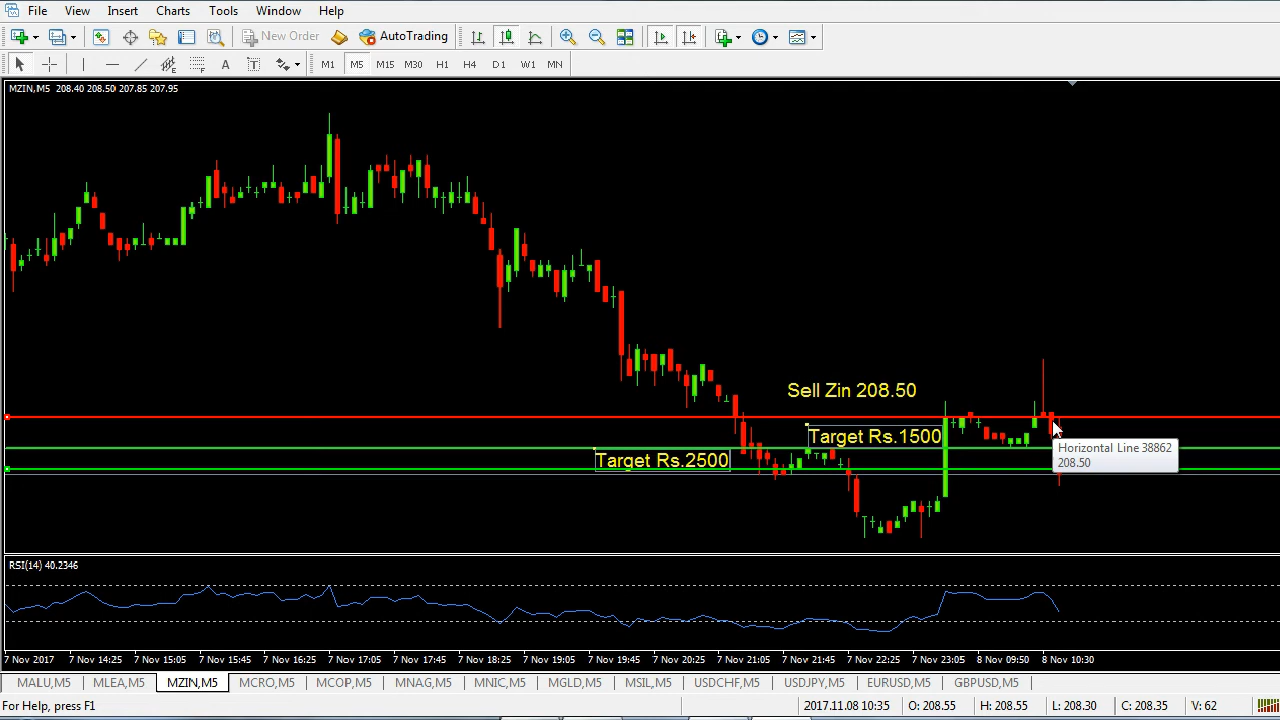 File View Insert Charts Tools Window Help
New Order AutoTrading
A T M1 M5 M15 M30 H1 H4 D1 W1 MN
MZIN,M5 208.40 208.50 207.85 207.95
Sell Zin 208.50
Target Rs.1500
Target Rs.2500
Horizontal Line 38862
208.50
RSI(14) 40.2346
7 Nov 2017 7 Nov 14:25 7 Nov 15:05 7 Nov 15:45 7 Nov 16:25 7 Nov 17:05 7 Nov 17:45 7 Nov 18:25 7 Nov 19:05 7 Nov 19:45 7 Nov 20:25 7 Nov 21:05 7 Nov 21:45 7 Nov 22:25 7 Nov 23:05 8 Nov 09:50 8 Nov 10:30
MALU,M5 MLEA,M5 MZIN,M5 MCRO,M5 MCOP,M5 MNAG,M5 MNIC,M5 MGLD,M5 MSIL,M5 USDCHF,M5 USDJPY,M5 EURUSD,M5 GBPUSD,M5
For Help, press F1 2017.11.08 10:35 O: 208.55 H: 208.55 L: 208.30 C: 208.35 V: 62